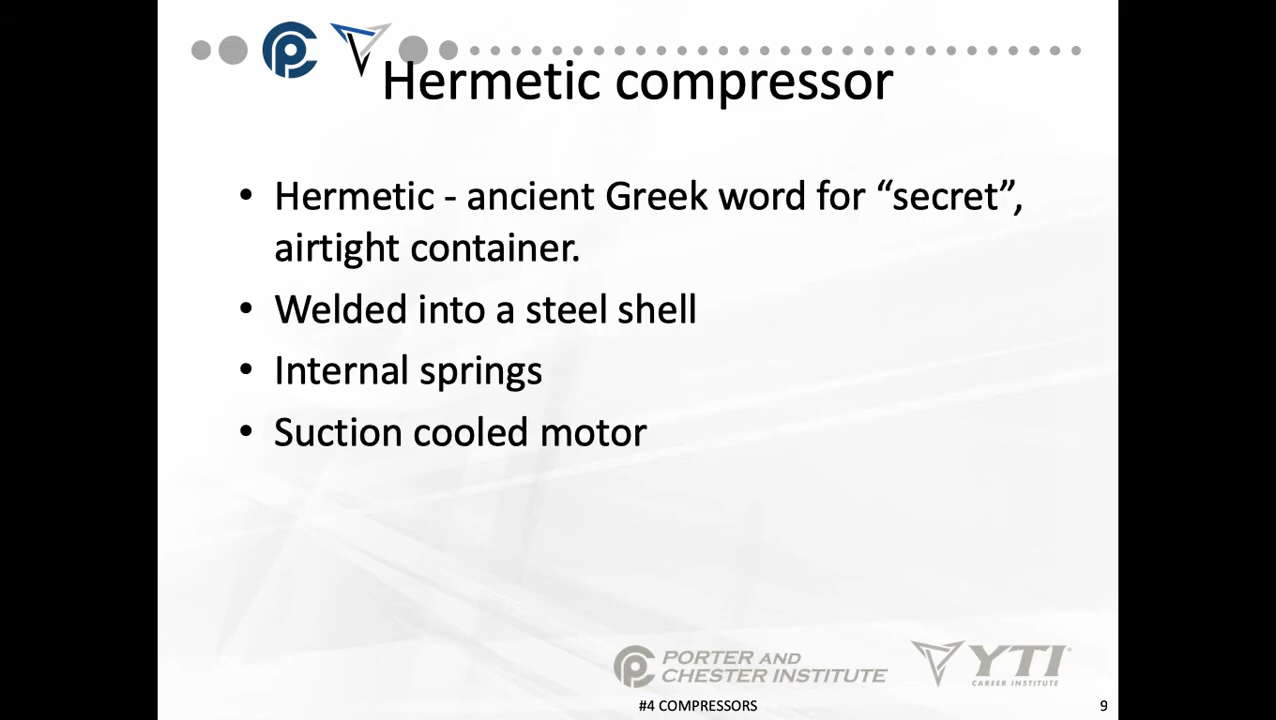 Hermetic compressor
• Hermetic - ancient Greek word for “secret”,
airtight container.
• Welded into a steel shell
• Internal springs
• Suction cooled motor
PORTER AND
CHESTER INSTITUTE
YTI
CAREER INSTITUTE
#4 COMPRESSORS
9